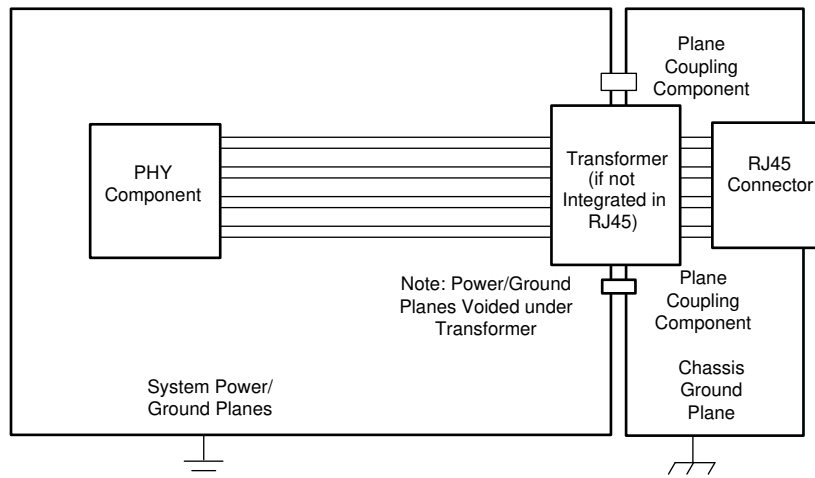 Plane
Coupling
Component
PHY
Component
Transformer
(if not
Integrated in
RJ45)
RJ45
Connector
Note: Power/Ground
Planes Voided under
Transformer
Plane
Coupling
Component
System Power/
Ground Planes
Chassis
Ground
Plane